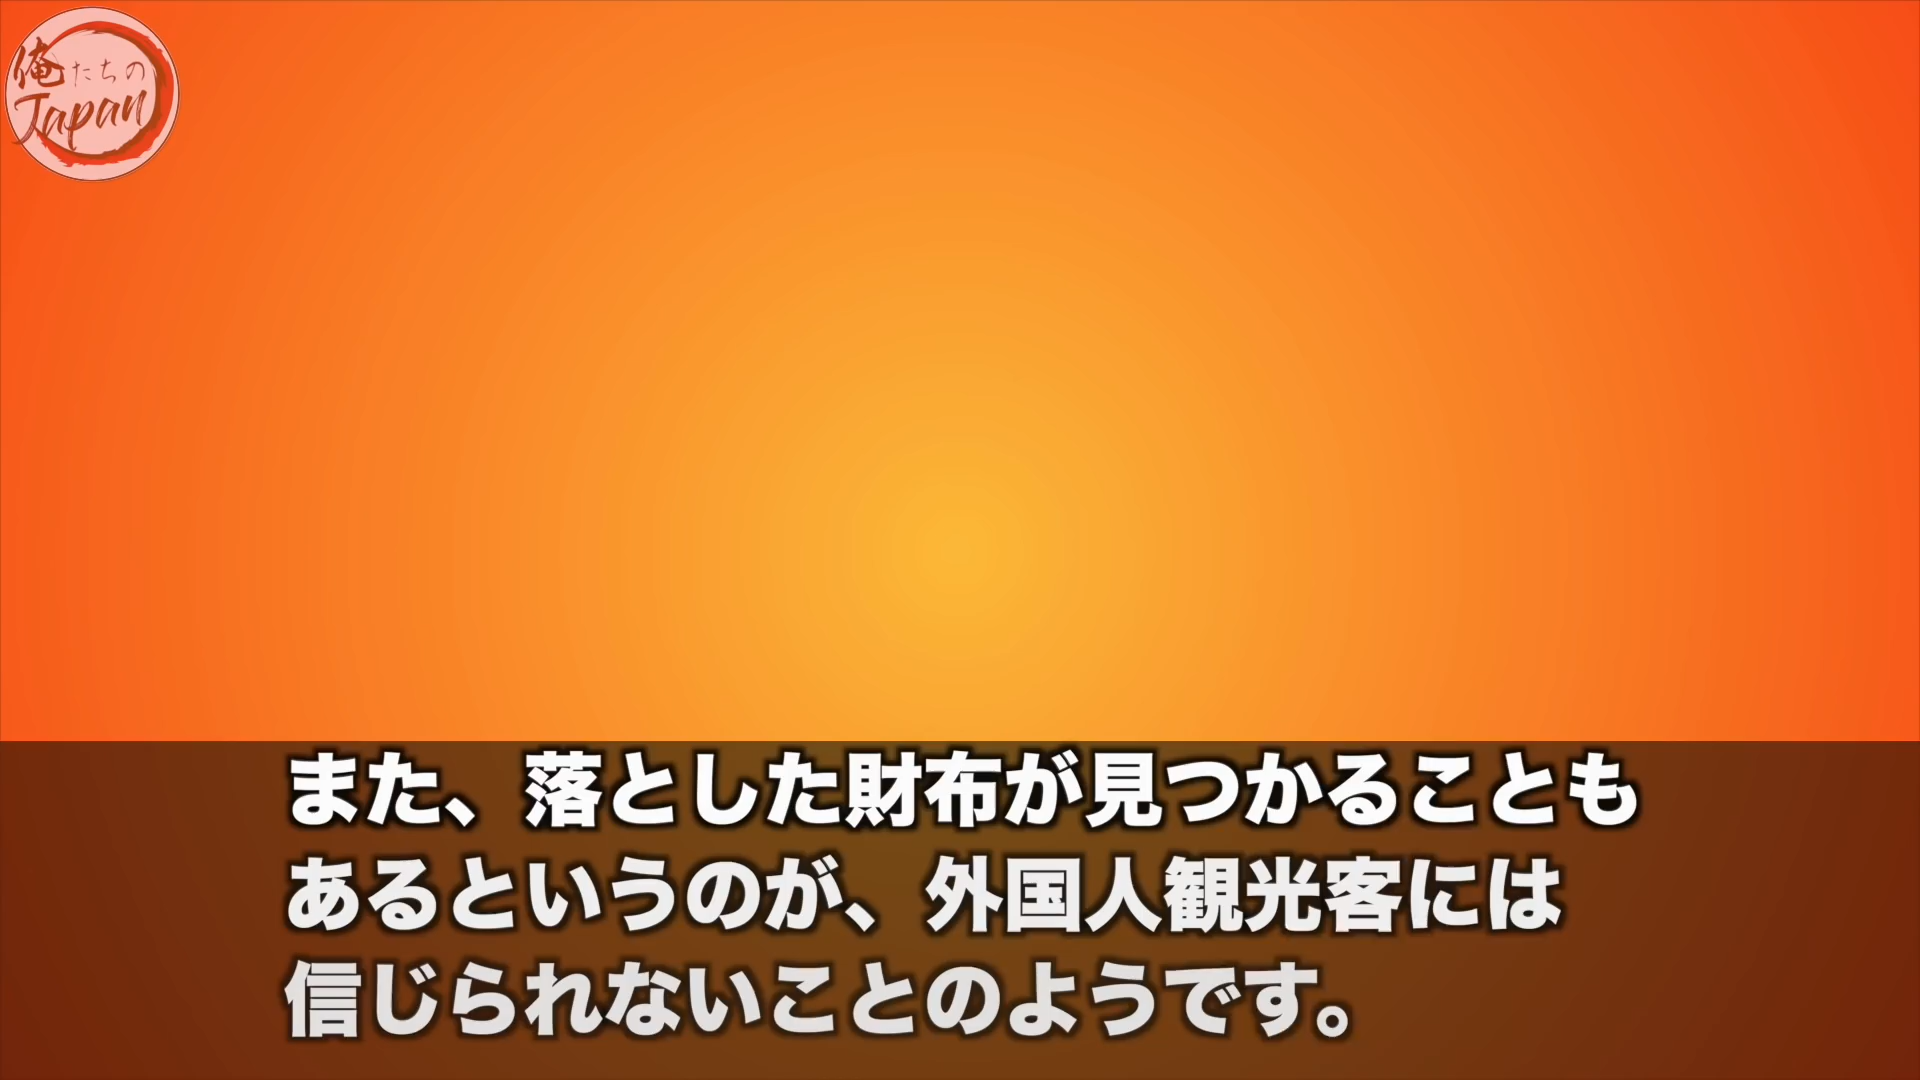 俺たちの
Japan
また、落とした財布が見つかることも
あるというのが、外国人観光客には
信じられないことのようです。